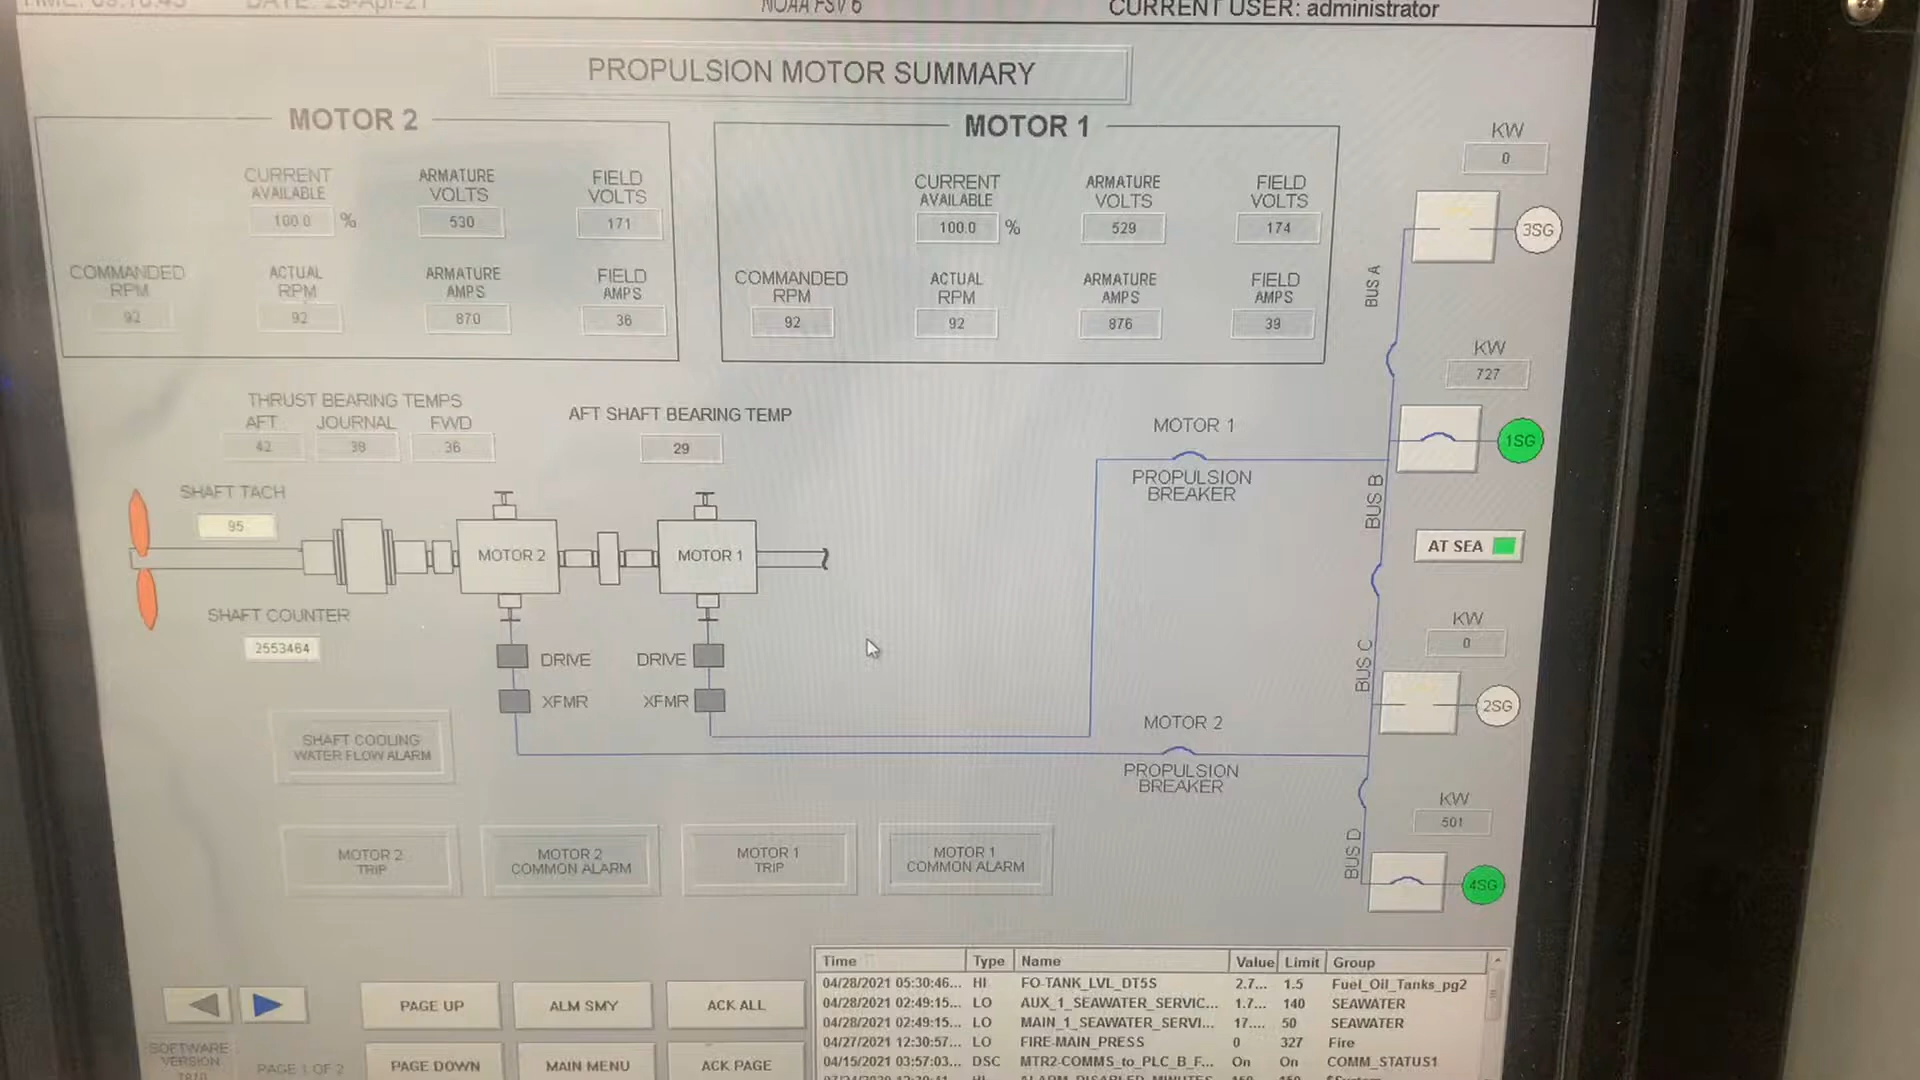 NOAA FSV 6
CURRENT USER: administrator
PROPULSION MOTOR SUMMARY
MOTOR 2
CURRENT
AVAILABLE
100.0 %
ARMATURE
VOLTS
530
FIELD
VOLTS
171
COMMANDED
RPM
92
ACTUAL
RPM
92
ARMATURE
AMPS
870
FIELD
AMPS
36
MOTOR 1
CURRENT
AVAILABLE
100.0 %
ARMATURE
VOLTS
529
FIELD
VOLTS
174
COMMANDED
RPM
92
ACTUAL
RPM
92
ARMATURE
AMPS
876
FIELD
AMPS
39
KW
0
3SG
BUS A
KW
727
1SG
BUS B
AT SEA
KW
0
BUS C
2SG
KW
501
BUS D
4SG
THRUST BEARING TEMPS
AFT JOURNAL FWD
42 38 36
AFT SHAFT BEARING TEMP
29
SHAFT TACH
95
MOTOR 2
MOTOR 1
SHAFT COUNTER
2553464
DRIVE
DRIVE
XFMR
XFMR
MOTOR 1
PROPULSION
BREAKER
MOTOR 2
PROPULSION
BREAKER
SHAFT COOLING
WATER FLOW ALARM
MOTOR 2
TRIP
MOTOR 2
COMMON ALARM
MOTOR 1
TRIP
MOTOR 1
COMMON ALARM
PAGE UP
ALM SMY
ACK ALL
PAGE DOWN
MAIN MENU
ACK PAGE
SOFTWARE
VERSION
PAGE 1 OF 2
Time Type Name Value Limit Group
04/28/2021 05:30:46... HI FO-TANK_LVL_DT5S 2.7... 1.5 Fuel_Oil_Tanks_pg2
04/28/2021 02:49:15... LO AUX_1_SEAWATER_SERVIC... 1.7... 140 SEAWATER
04/28/2021 02:49:15... LO MAIN_1_SEAWATER_SERVI... 17.... 50 SEAWATER
04/27/2021 12:30:57... LO FIRE-MAIN_PRESS 0 327 Fire
04/15/2021 03:57:03... DSC MTR2-COMMS_to_PLC_B_F... On On COMM_STATUS1